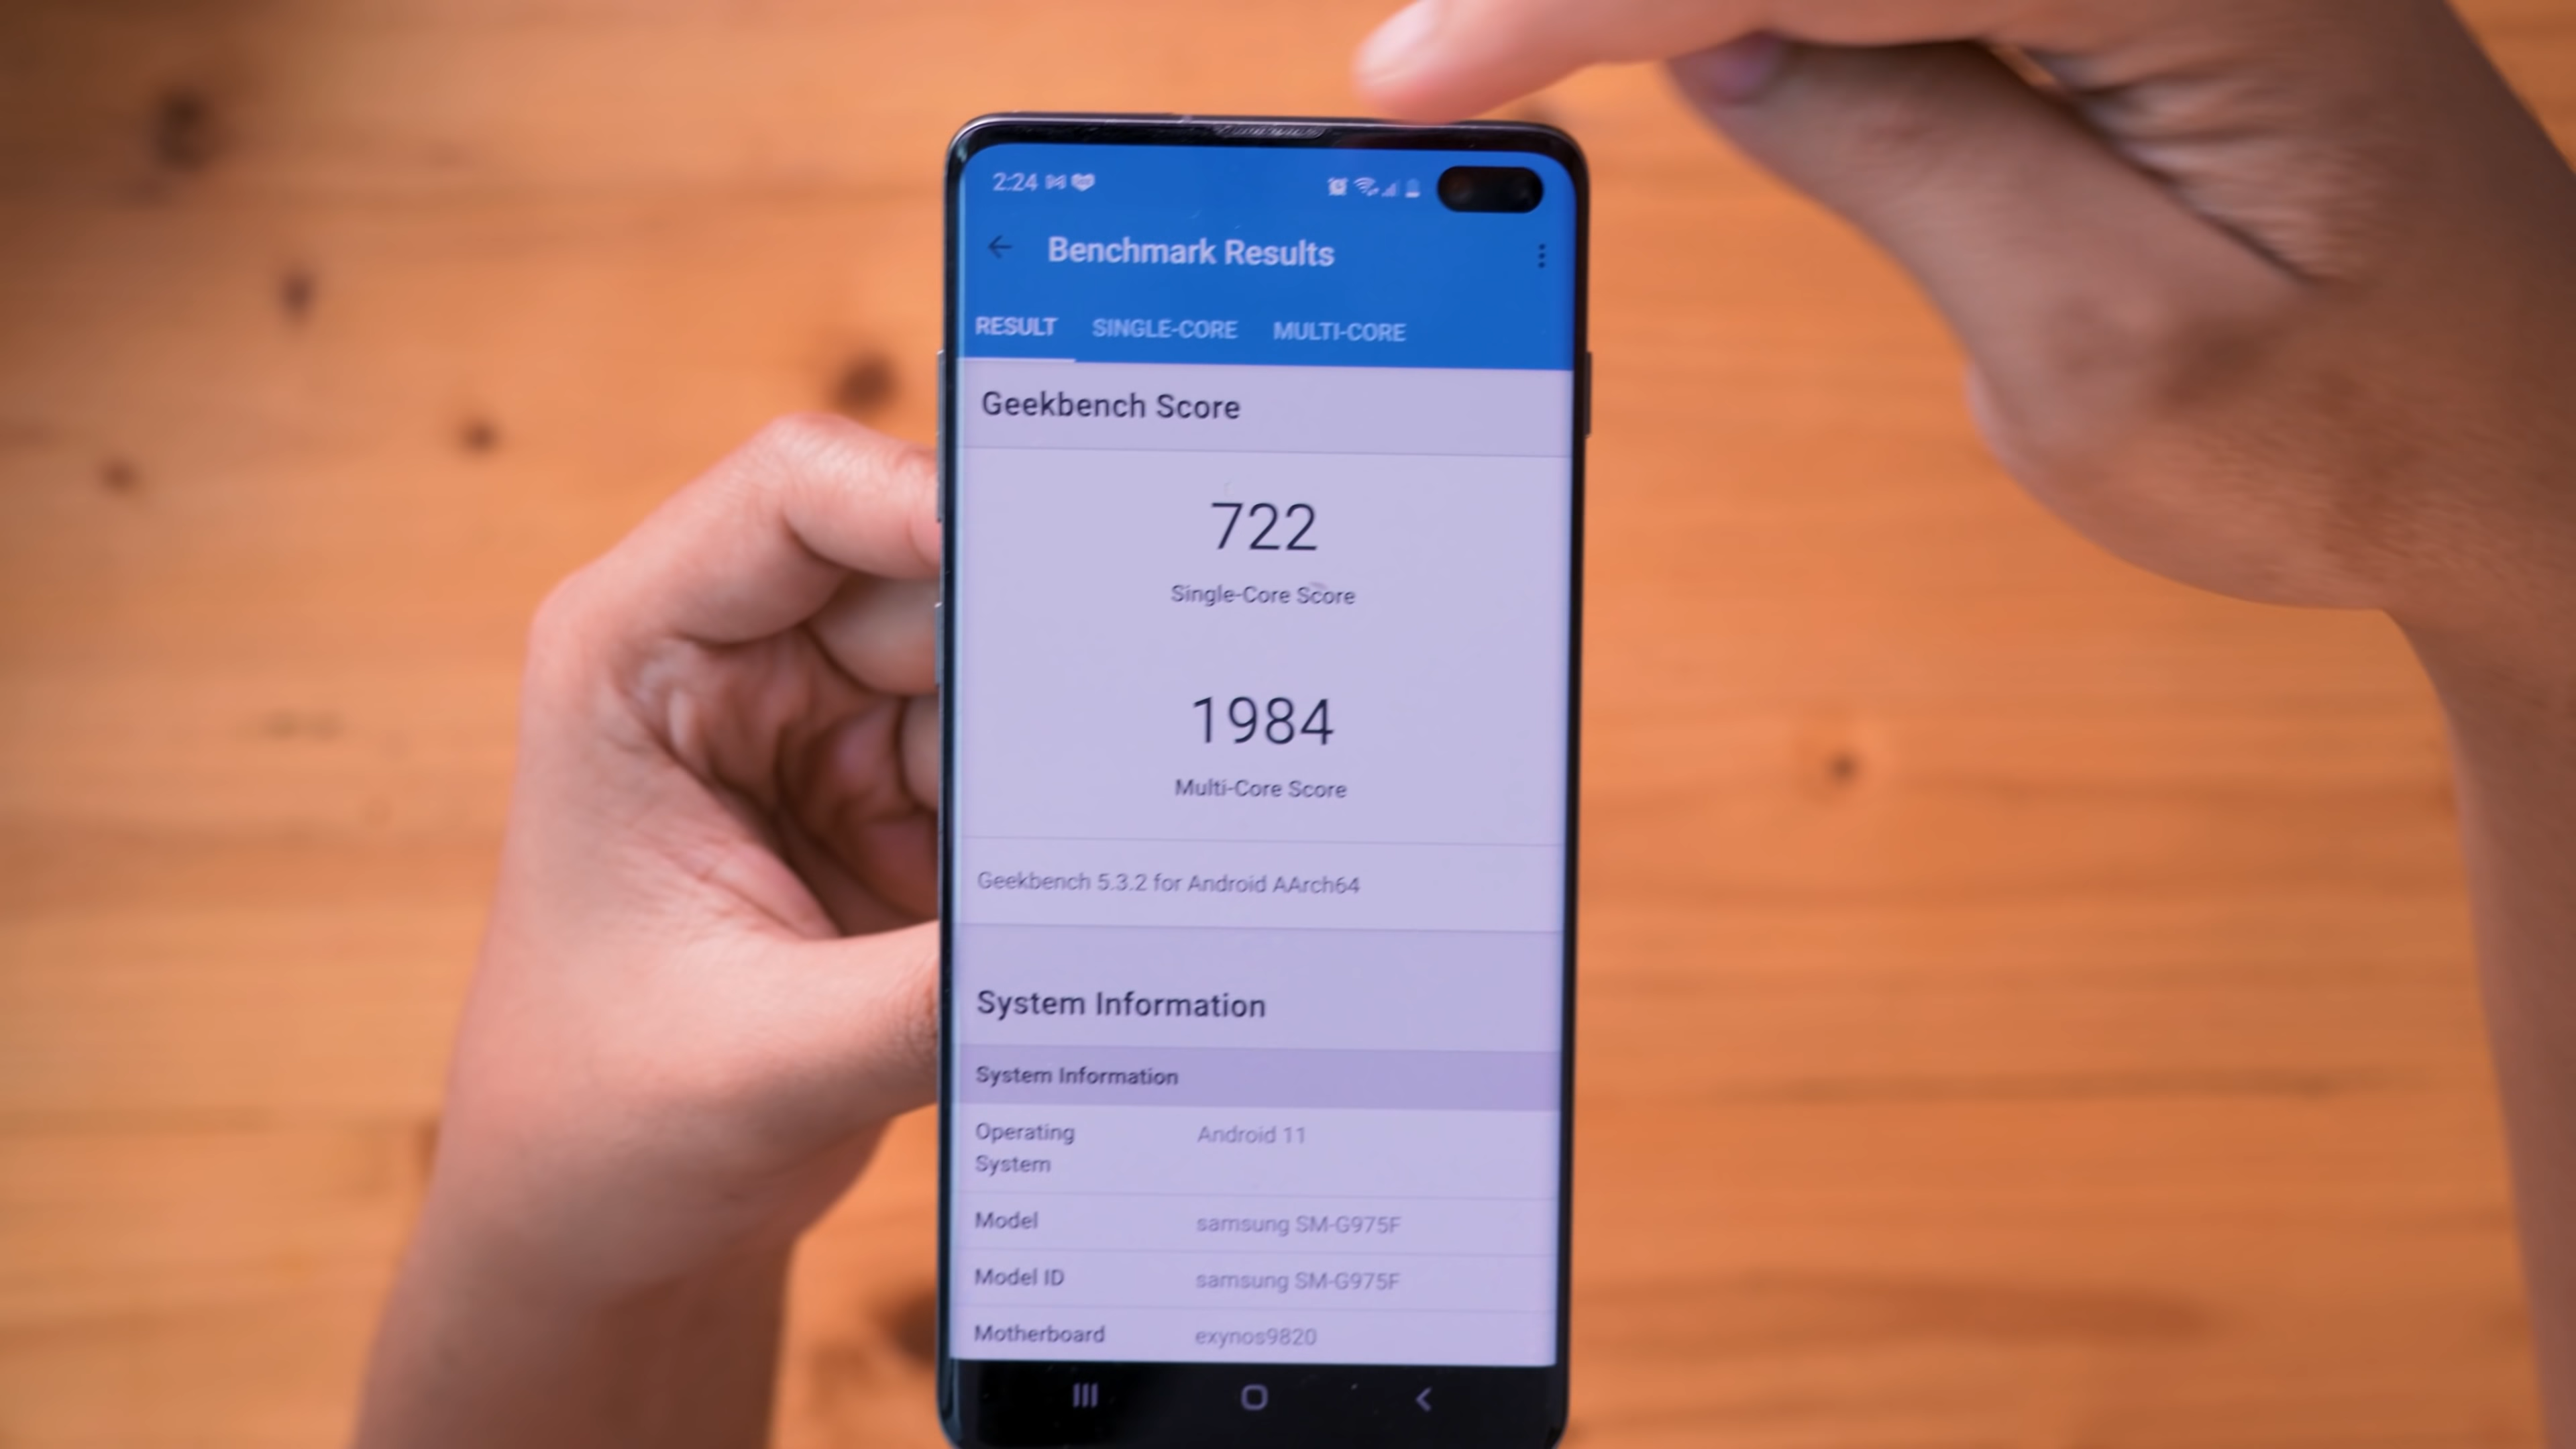 2:24
Benchmark Results
RESULT SINGLE-CORE MULTI-CORE
Geekbench Score
722
Single-Core Score
1984
Multi-Core Score
Geekbench 5.3.2 for Android AArch64
System Information
System Information
Operating System Android 11
Model samsung SM-G975F
Model ID samsung SM-G975F
Motherboard exynos9820